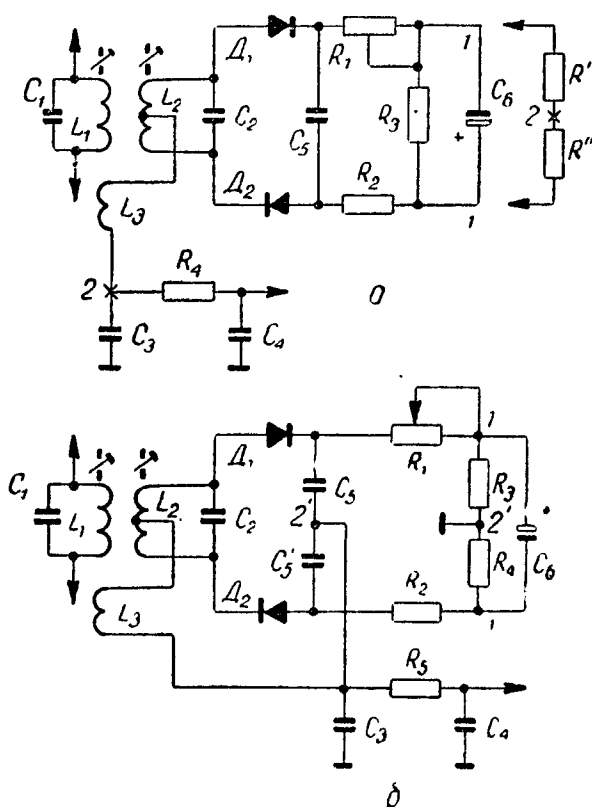 Д₁
R₁
1
C₁
L₁
L₂
C₂
C₅
R₃
C₆
+
R'
2
R"
Д₂
R₂
1
L₃
2
R₄
C₃
C₄
а
Д₁
R₁
1
C₁
L₁
L₂
C₂
C₅
2'
C₅'
R₃
2'
R₄
C₆
Д₂
R₂
1
L₃
R₅
C₃
C₄
б